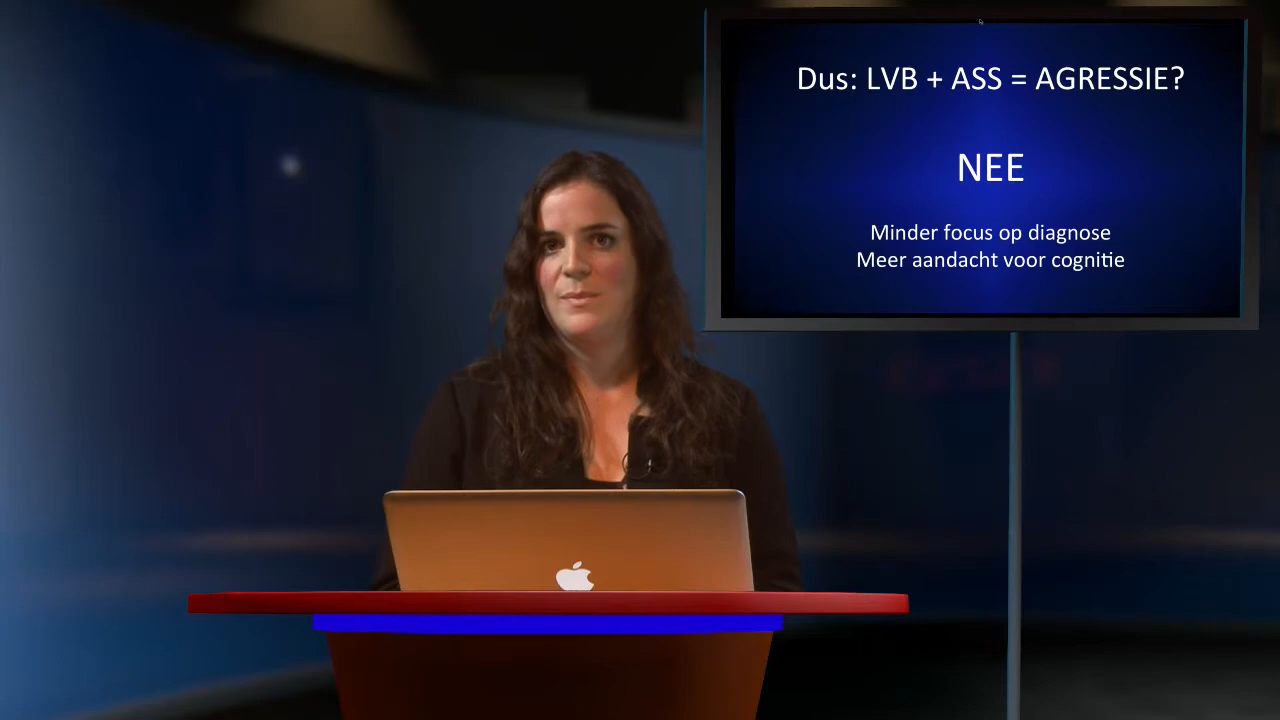 Dus: LVB + ASS = AGRESSIE?
NEE
Minder focus op diagnose
Meer aandacht voor cognitie